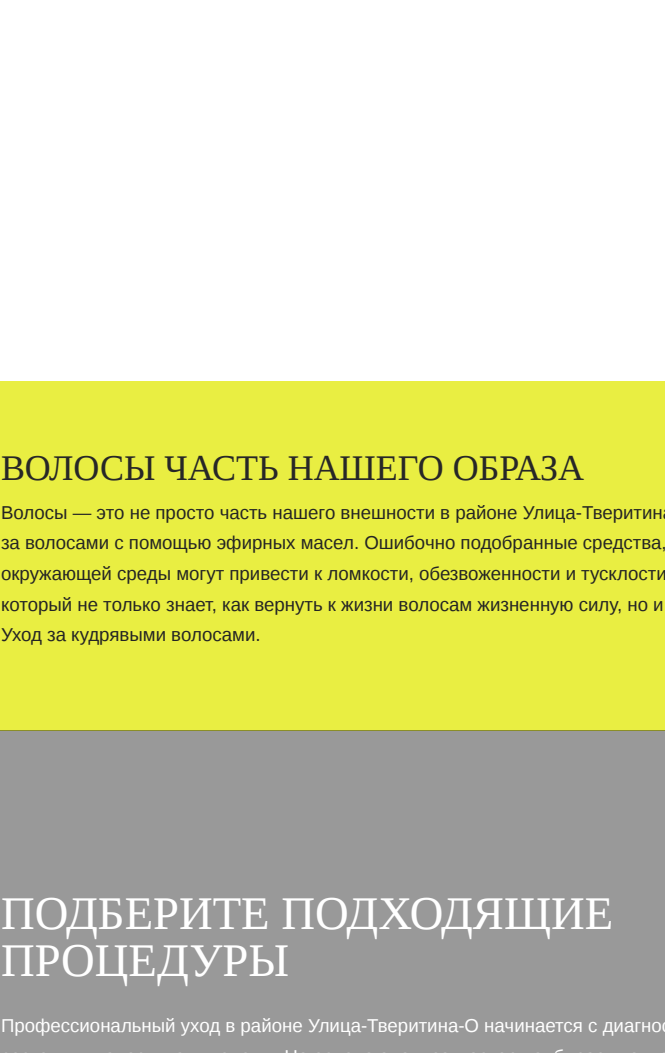 ВОЛОСЫ ЧАСТЬ НАШЕГО ОБРАЗА
Волосы — это не просто часть нашего внешности в районе Улица-Тверитина
за волосами с помощью эфирных масел. Ошибочно подобранные средства,
окружающей среды могут привести к ломкости, обезвоженности и тусклости
который не только знает, как вернуть к жизни волосам жизненную силу, но и
Уход за кудрявыми волосами.
ПОДБЕРИТЕ ПОДХОДЯЩИЕ
ПРОЦЕДУРЫ
Профессиональный уход в районе Улица-Тверитина-О начинается с диагнос